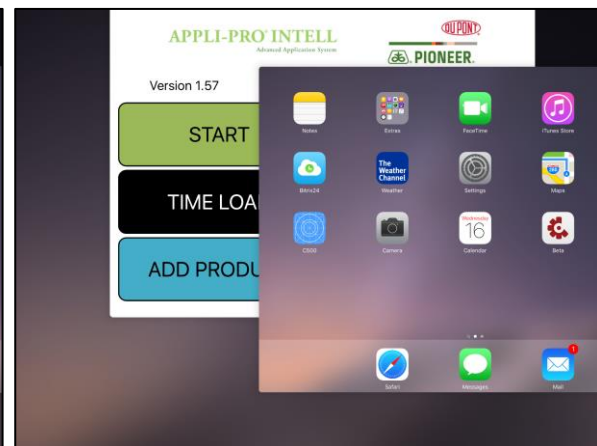 APPLI-PRO® INTELL
Advanced Application System
DUPONT
PIONEER.
Version 1.57
START
TIME LOA
ADD PRODU
Notes
Extras
FaceTime
iTunes Store
The
Weather
Channel
Bitrix24
Weather
Settings
Maps
Wednesday
16
CSSS
Camera
Calendar
Beta
1
Safari
Messages
Mail